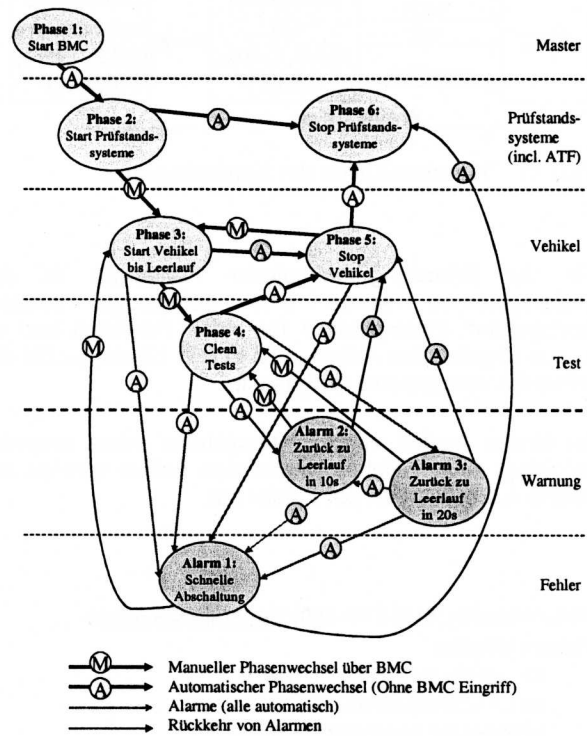 Phase 1:
Start BMC
Master
A
Phase 2:
Start Prüfstands-
systeme
A
Phase 6:
Stop Prüfstands-
systeme
Prüfstands-
systeme
(incl. ATF)
A
M
A
Phase 3:
Start Vehikel
bis Leerlauf
M
A
Phase 5:
Stop
Vehikel
Vehikel
M
A
A
A
A
M
A
Phase 4:
Clean
Tests
M
A
Test
A
A
M
Alarm 2:
Zurück zu
Leerlauf
in 10s
A
Alarm 3:
Zurück zu
Leerlauf
in 20s
Warnung
A
A
Alarm 1:
Schnelle
Abschaltung
Fehler
M
Manueller Phasenwechsel über BMC
A
Automatischer Phasenwechsel (Ohne BMC Eingriff)
Alarme (alle automatisch)
Rückkehr von Alarmen